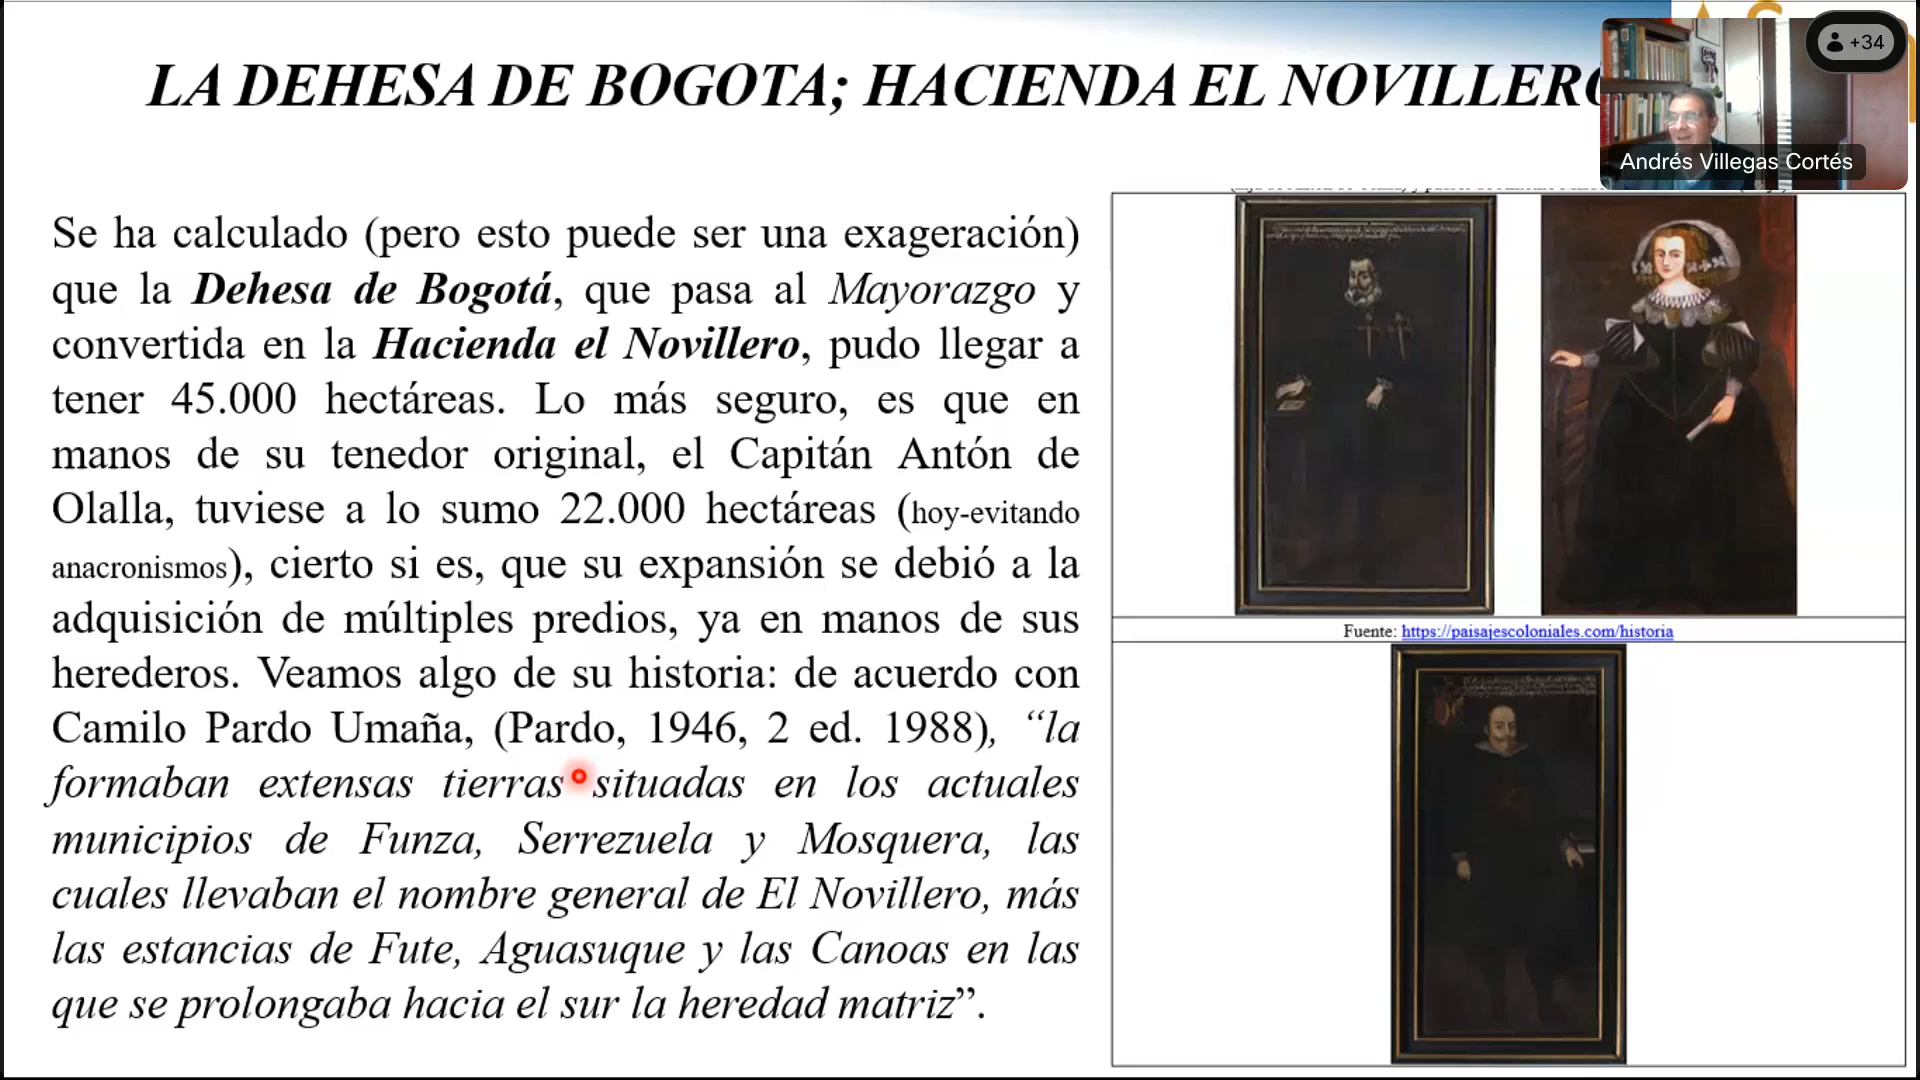 LA DEHESA DE BOGOTA; HACIENDA EL NOVILLERO
+34
Andrés Villegas Cortés
Se ha calculado (pero esto puede ser una exageración)
que la Dehesa de Bogotá, que pasa al Mayorazgo y
convertida en la Hacienda el Novillero, pudo llegar a
tener 45.000 hectáreas. Lo más seguro, es que en
manos de su tenedor original, el Capitán Antón de
Olalla, tuviese a lo sumo 22.000 hectáreas (hoy-evitando
anacronismos), cierto si es, que su expansión se debió a la
adquisición de múltiples predios, ya en manos de sus
herederos. Veamos algo de su historia: de acuerdo con
Camilo Pardo Umaña, (Pardo, 1946, 2 ed. 1988), “la
formaban extensas tierras situadas en los actuales
municipios de Funza, Serrezuela y Mosquera, las
cuales llevaban el nombre general de El Novillero, más
las estancias de Fute, Aguasuque y las Canoas en las
que se prolongaba hacia el sur la heredad matriz”.
Fuente: https://paisajescoloniales.com/historia